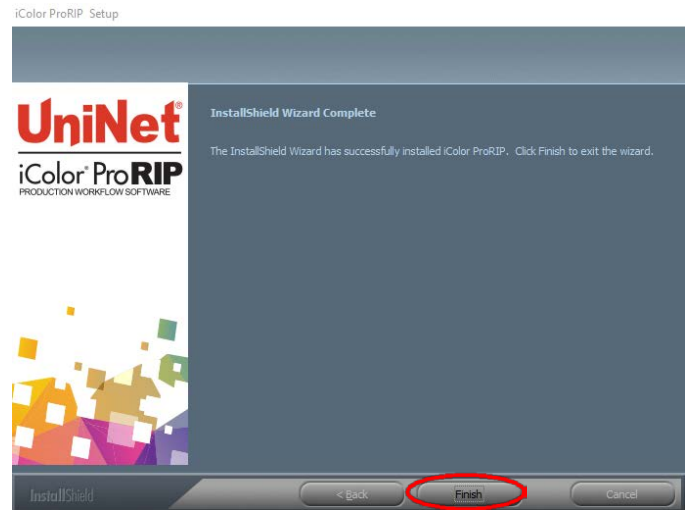 iColor ProRIP Setup
UniNet®
iColor® ProRIP
PRODUCTION WORKFLOW SOFTWARE
InstallShield Wizard Complete
The InstallShield Wizard has successfully installed iColor ProRIP. Click Finish to exit the wizard.
InstallShield
< Back
Finish
Cancel